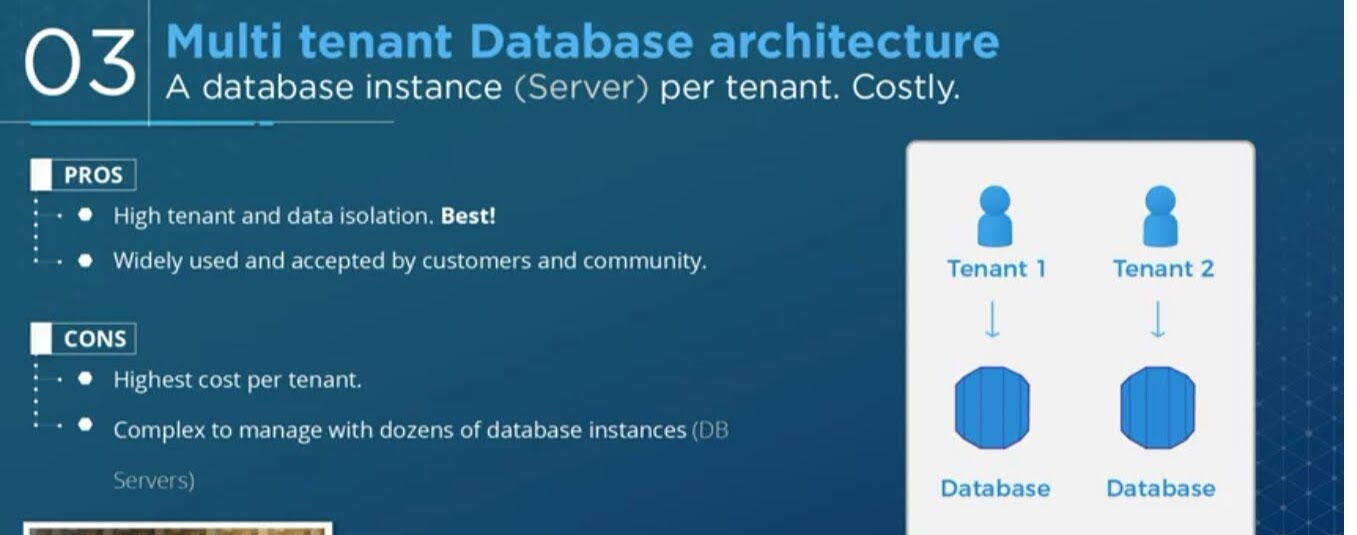 03
Multi tenant Database architecture
A database instance (Server) per tenant. Costly.
PROS
High tenant and data isolation. Best!
Widely used and accepted by customers and community.
CONS
Highest cost per tenant.
Complex to manage with dozens of database instances (DB
Servers)
Tenant 1
Tenant 2
Database
Database